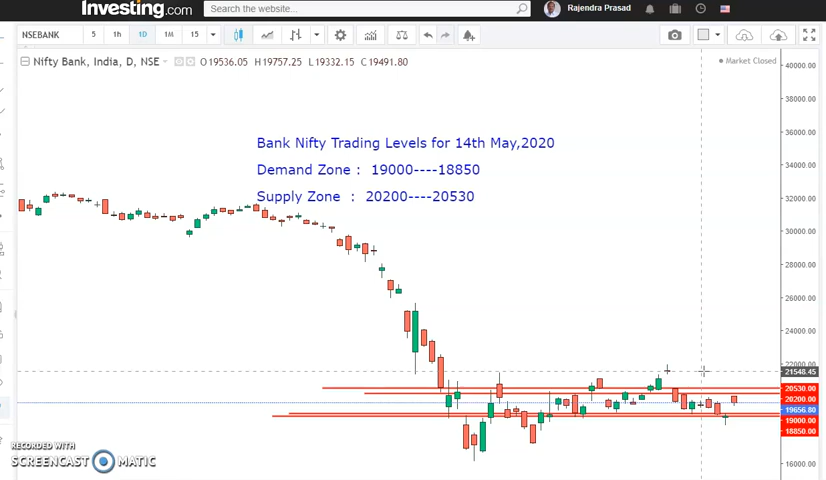 Investing.com
Search the website...
Rajendra Prasad
NSEBANK
5 1h 1D 1M 15
Nifty Bank, India, D, NSE
O19536.05 H19757.25 L19332.15 C19491.80
Market Closed
Bank Nifty Trading Levels for 14th May,2020
Demand Zone : 19000----18850
Supply Zone : 20200----20530
40000.00
38000.00
36000.00
34000.00
32000.00
30000.00
28000.00
26000.00
24000.00
22000.00
21548.45
20530.00
20200.00
19656.80
19000.00
18850.00
16000.00
RECORDED WITH
SCREENCAST MATIC